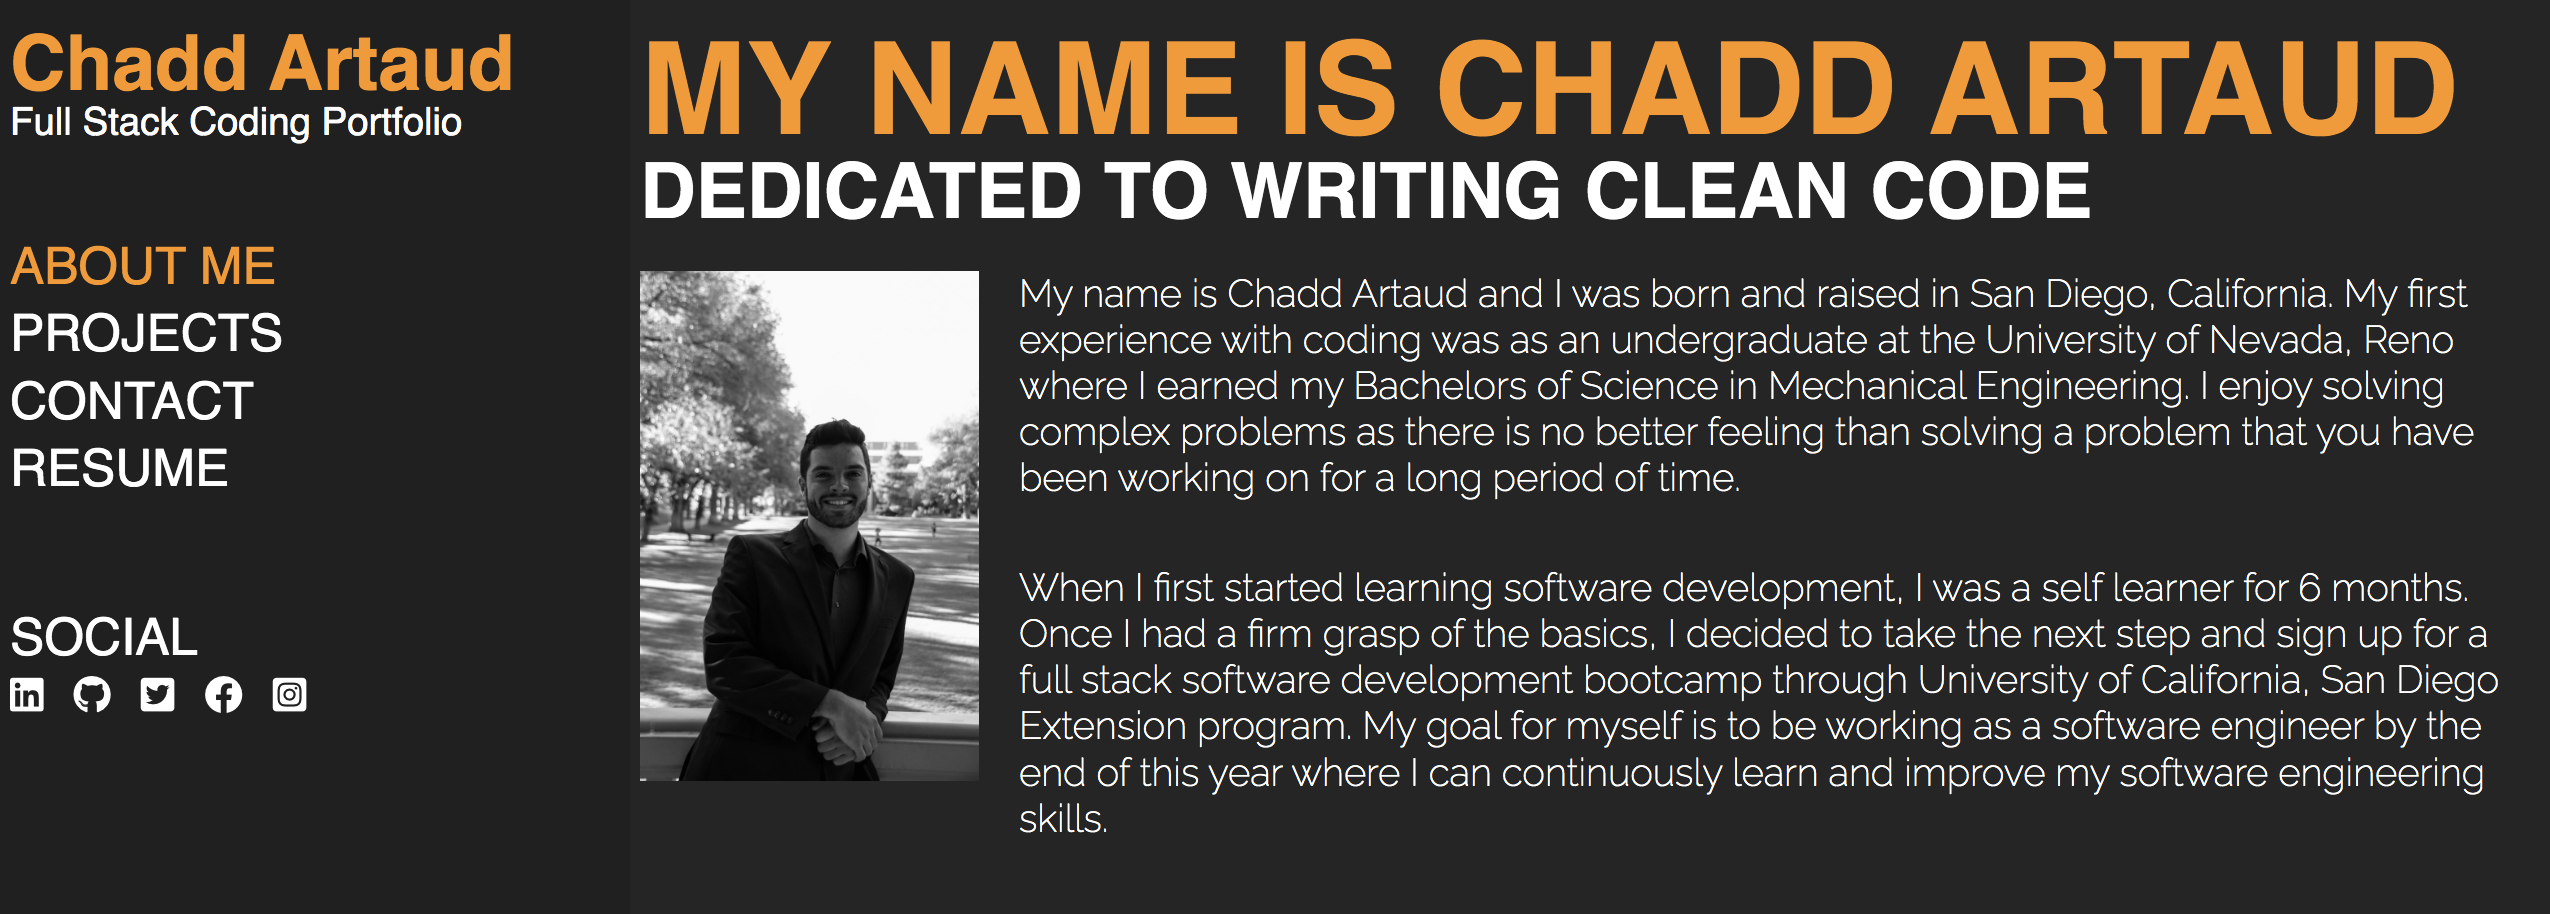 Chadd Artaud
Full Stack Coding Portfolio
ABOUT ME
PROJECTS
CONTACT
RESUME
SOCIAL
MY NAME IS CHADD ARTAUD
DEDICATED TO WRITING CLEAN CODE
My name is Chadd Artaud and I was born and raised in San Diego, California. My first
experience with coding was as an undergraduate at the University of Nevada, Reno
where I earned my Bachelors of Science in Mechanical Engineering. I enjoy solving
complex problems as there is no better feeling than solving a problem that you have
been working on for a long period of time.
When I first started learning software development, I was a self learner for 6 months.
Once I had a firm grasp of the basics, I decided to take the next step and sign up for a
full stack software development bootcamp through University of California, San Diego
Extension program. My goal for myself is to be working as a software engineer by the
end of this year where I can continuously learn and improve my software engineering
skills.